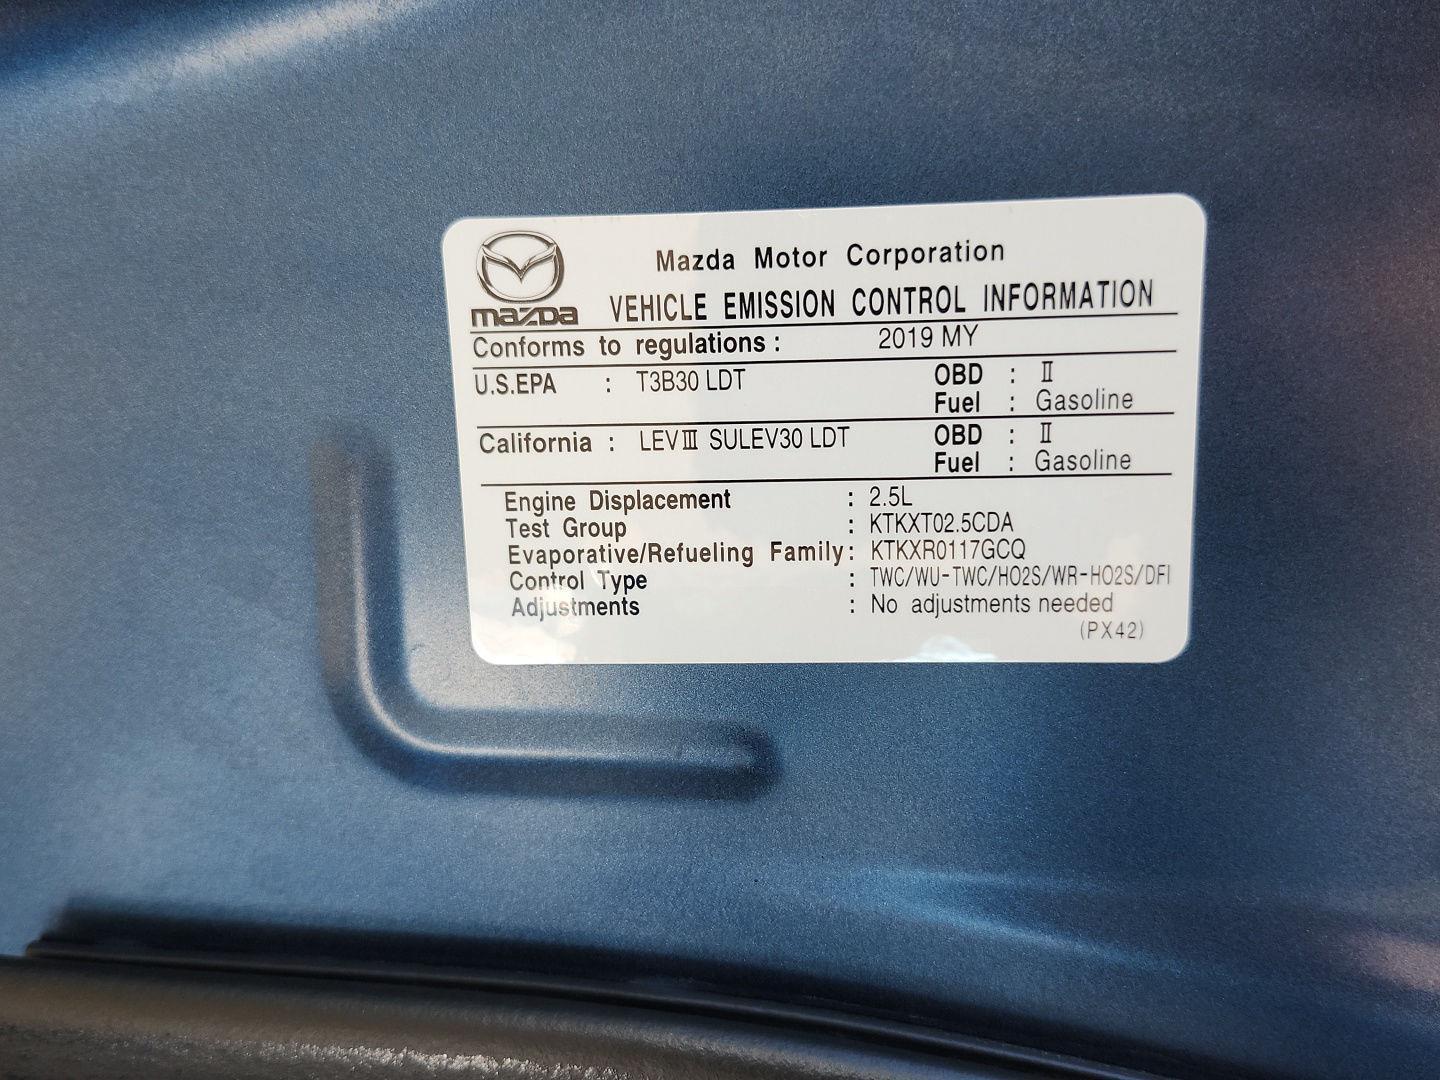 Mazda Motor Corporation
mazda VEHICLE EMISSION CONTROL INFORMATION
Conforms to regulations : 2019 MY
U.S.EPA : T3B30 LDT OBD : Ⅱ
Fuel : Gasoline
California : LEVⅢ SULEV30 LDT OBD : Ⅱ
Fuel : Gasoline
Engine Displacement : 2.5L
Test Group : KTKXT02.5CDA
Evaporative/Refueling Family : KTKXR0117GCQ
Control Type : TWC/WU-TWC/HO2S/WR-HO2S/DFI
Adjustments : No adjustments needed
(PX42)